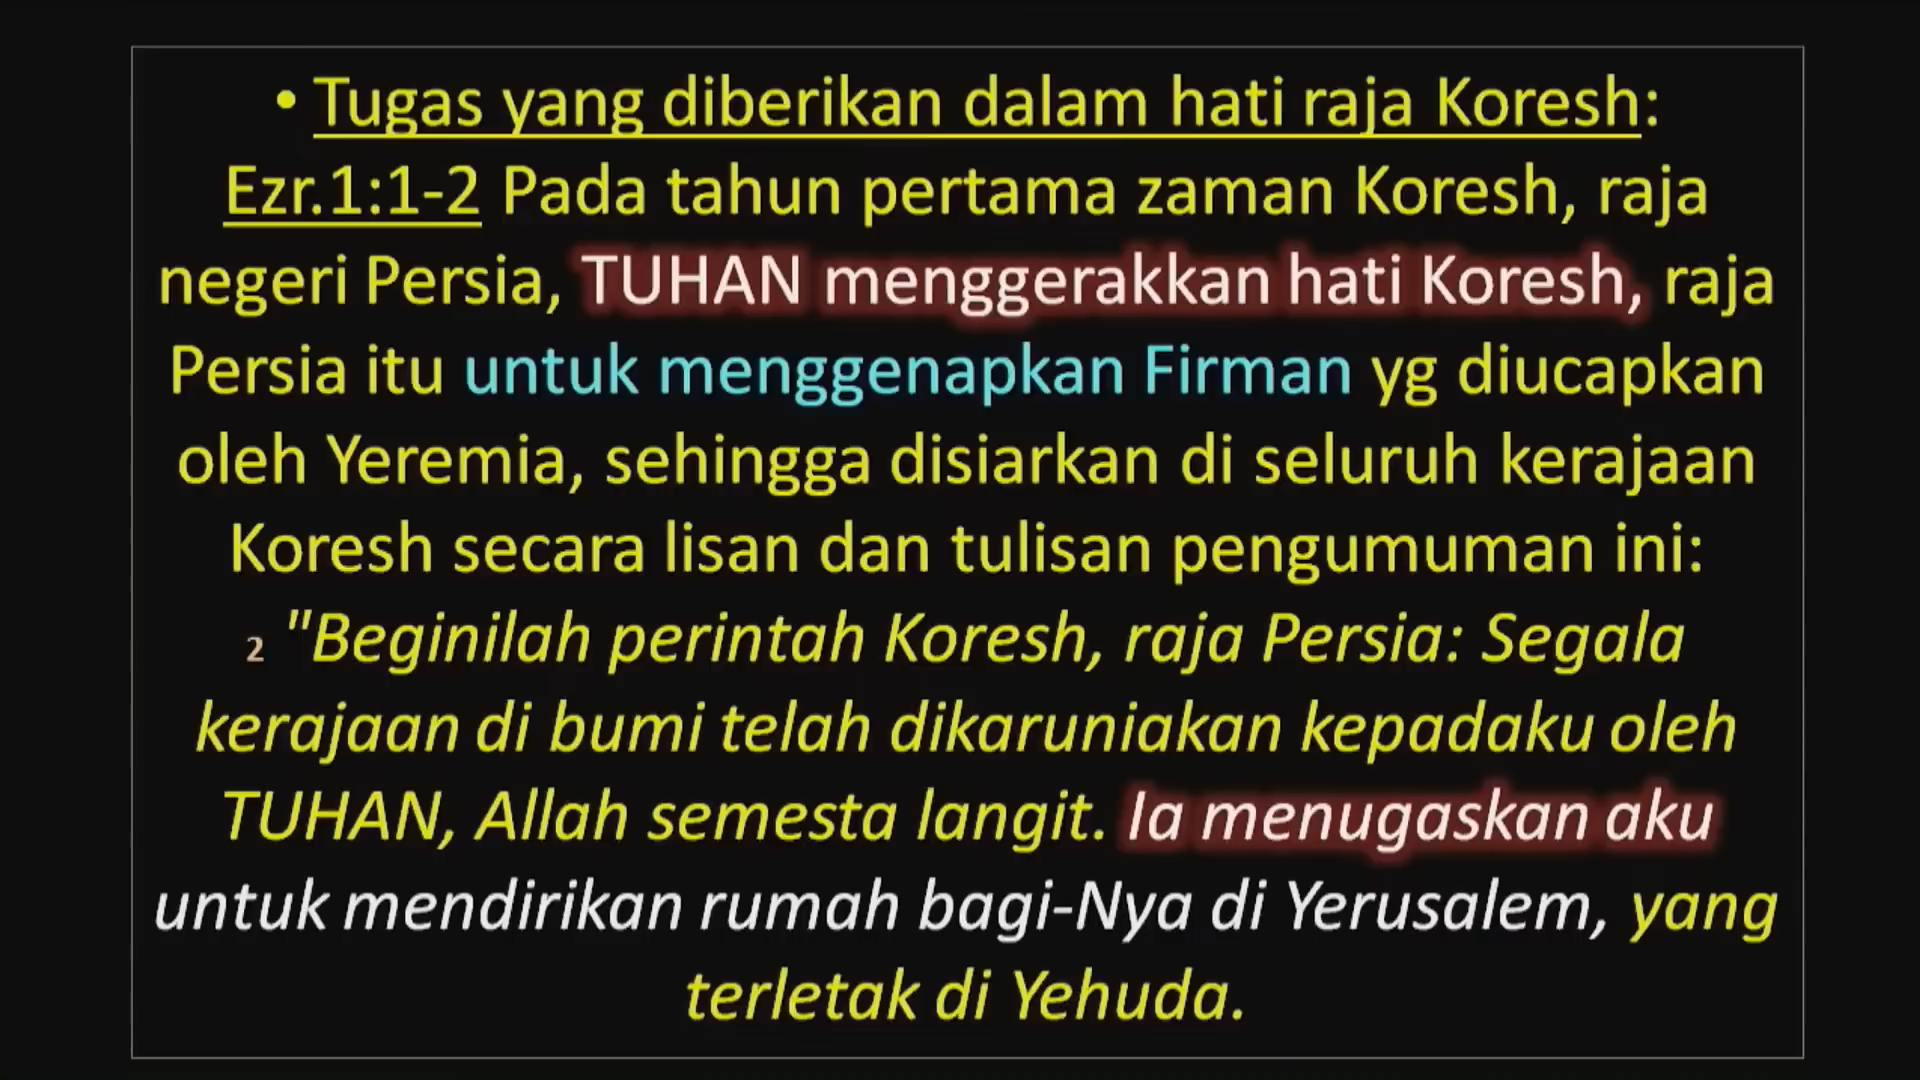 • Tugas yang diberikan dalam hati raja Koresh:
Ezr.1:1-2 Pada tahun pertama zaman Koresh, raja
negeri Persia, TUHAN menggerakkan hati Koresh, raja
Persia itu untuk menggenapkan Firman yg diucapkan
oleh Yeremia, sehingga disiarkan di seluruh kerajaan
Koresh secara lisan dan tulisan pengumuman ini:
2 "Beginilah perintah Koresh, raja Persia: Segala
kerajaan di bumi telah dikaruniakan kepadaku oleh
TUHAN, Allah semesta langit. Ia menugaskan aku
untuk mendirikan rumah bagi-Nya di Yerusalem, yang
terletak di Yehuda.